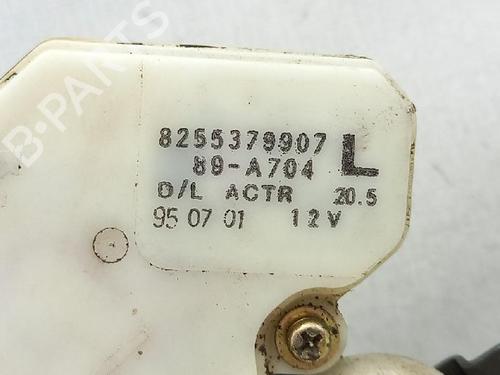 B-PARTS
8255379907
89-A704 L
D/L ACTR 20.5
95 07 01 12V